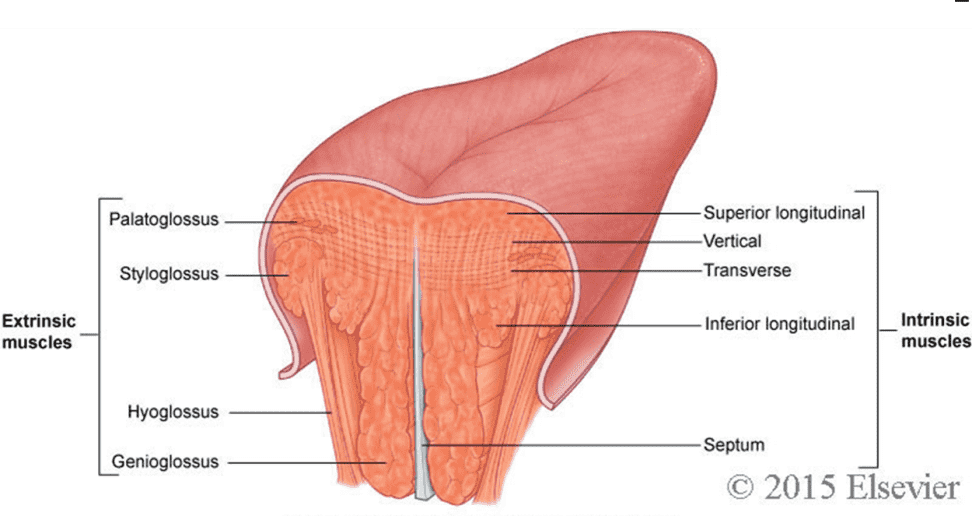 Palatoglossus
Styloglossus
Extrinsic
muscles
Hyoglossus
Genioglossus
Superior longitudinal
Vertical
Transverse
Inferior longitudinal
Intrinsic
muscles
Septum
© 2015 Elsevier